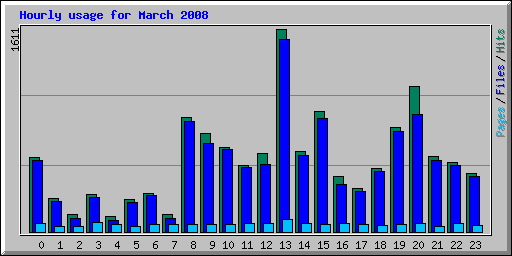 Hourly usage for March 2008
1611
Pages / Files / Hits
0 1 2 3 4 5 6 7 8 9 10 11 12 13 14 15 16 17 18 19 20 21 22 23